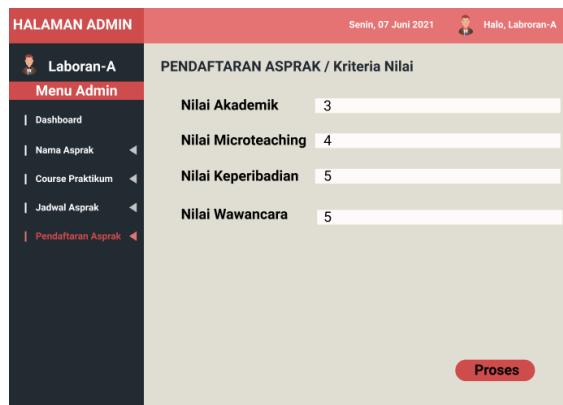 HALAMAN ADMIN
Senin, 07 Juni 2021
Halo, Labroran-A
Laboran-A
Menu Admin
Dashboard
Nama Asprak
Course Praktikum
Jadwal Asprak
Pendaftaran Asprak
PENDAFTARAN ASPRAK / Kriteria Nilai
Nilai Akademik 3
Nilai Microteaching 4
Nilai Keperibadian 5
Nilai Wawancara 5
Proses